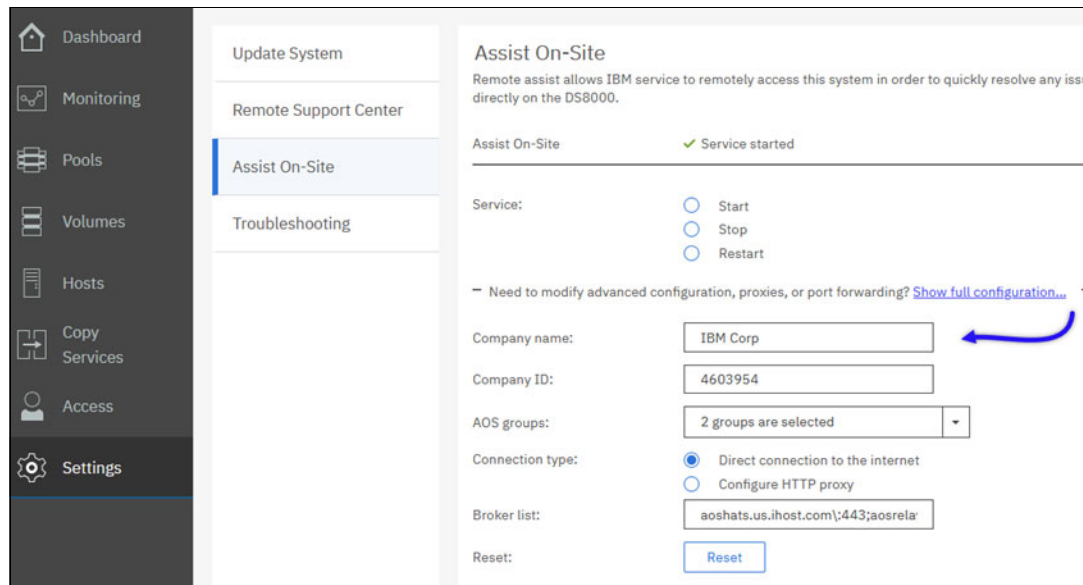 Dashboard
Monitoring
Pools
Volumes
Hosts
Copy
Services
Access
Settings
Update System
Remote Support Center
Assist On-Site
Troubleshooting
Assist On-Site
Remote assist allows IBM service to remotely access this system in order to quickly resolve any issu
directly on the DS8000.
Assist On-Site Service started
Service: Start
Stop
Restart
Need to modify advanced configuration, proxies, or port forwarding? Show full configuration...
Company name: IBM Corp
Company ID: 4603954
AOS groups: 2 groups are selected
Connection type: Direct connection to the internet
Configure HTTP proxy
Broker list: aoshats.us.ihost.com\:443;aosrela
Reset: Reset